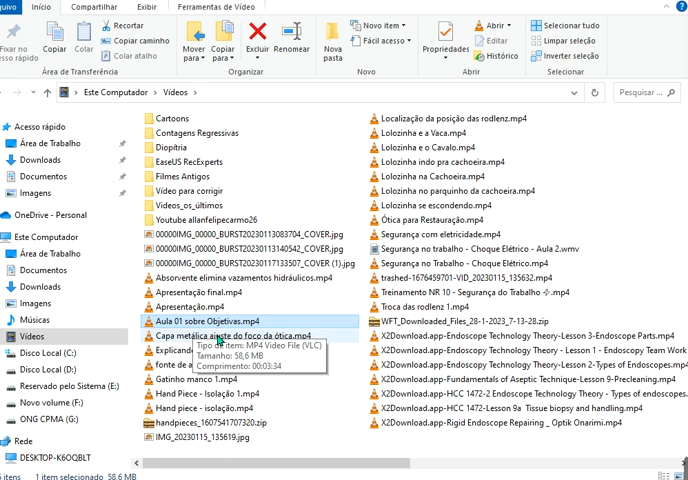 quivo Início Compartilhar Exibir Ferramentas de Vídeo
Fixar no
esso rápido
Copiar
Colar
Recortar
Copiar caminho
Colar atalho
Mover para
Copiar para
Excluir
Renomear
Nova pasta
Novo item
Fácil acesso
Propriedades
Abrir
Editar
Histórico
Selecionar tudo
Limpar seleção
Inverter seleção
Área de Transferência Organizar Novo Abrir Selecionar
Este Computador > Vídeos >
Pesquisar ...
Acesso rápido
Área de Trabalho
Downloads
Documentos
Imagens
OneDrive - Personal
Este Computador
Área de Trabalho
Documentos
Downloads
Imagens
Músicas
Vídeos
Disco Local (C:)
Disco Local (D:)
Reservado pelo Sistema (E:)
Novo volume (F:)
ONG CPMA (G:)
Rede
DESKTOP-K6OQBLT
Cartoons
Contagens Regressivas
Diopitria
EaseUS RecExperts
Filmes Antigos
Vídeo para corrigir
Videos_os_últimos
Youtube allanfelipecarmo26
00000IMG_00000_BURST20230113083704_COVER.jpg
00000IMG_00000_BURST20230113140542_COVER.jpg
00000IMG_00000_BURST20230117133507_COVER (1).jpg
Absorvente elimina vazamentos hidráulicos.mp4
Apresentação final.mp4
Apresentação.mp4
Aula 01 sobre Objetivas.mp4
Capa metálica ajuste do foco da ótica.mp4
Explicando
Tipo de item: MP4 Video File (VLC)
Tamanho: 58,6 MB
Comprimento: 00:03:34
fonte de a
Gatinho manco 1.mp4
Hand Piece - Isolação 1.mp4
Hand piece - isolação.mp4
handpieces_1607541707320.zip
IMG_20230115_135619.jpg
Localização da posição das rodlenz.mp4
Lolozinha e a Vaca.mp4
Lolozinha e o Cavalo.mp4
Lolozinha indo pra cachoeira.mp4
Lolozinha na Cachoeira.mp4
Lolozinha no parquinho da cachoeira.mp4
Lolozinha se escondendo.mp4
Ótica para Restauração.mp4
Segurança com eletricidade.mp4
Segurança no trabalho - Choque Elétrico - Aula 2.wmv
Segurança no Trabalho - Choque Elétrico.mp4
trashed-1676459701-VID_20230115_135632.mp4
Treinamento NR 10 - Segurança do Trabalho ⚡.mp4
Troca das rodlenz 1.mp4
WFT_Downloaded_Files_28-1-2023_7-13-28.zip
X2Download.app-Endoscope Technology Theory-Lesson 3-Endoscope Parts.mp4
X2Download.app-Endoscope Technology Theory - Lesson 1 - Endoscopy Team Work
X2Download.app-Endoscope Technology Theory-Lesson 2-Types of Endoscopes.mp4
X2Download.app-Fundamentals of Aseptic Technique-Lesson 9-Precleaning.mp4
X2Download.app-HCC 1472-2 Endoscope Technology Theory - Types of endoscopes.
X2Download.app-HCC 1472-Lesson 9a Tissue biopsy and handling.mp4
X2Download.app-Rigid Endoscope Repairing _ Optik Onarimi.mp4
itens 1 item selecionado 58,6 MB